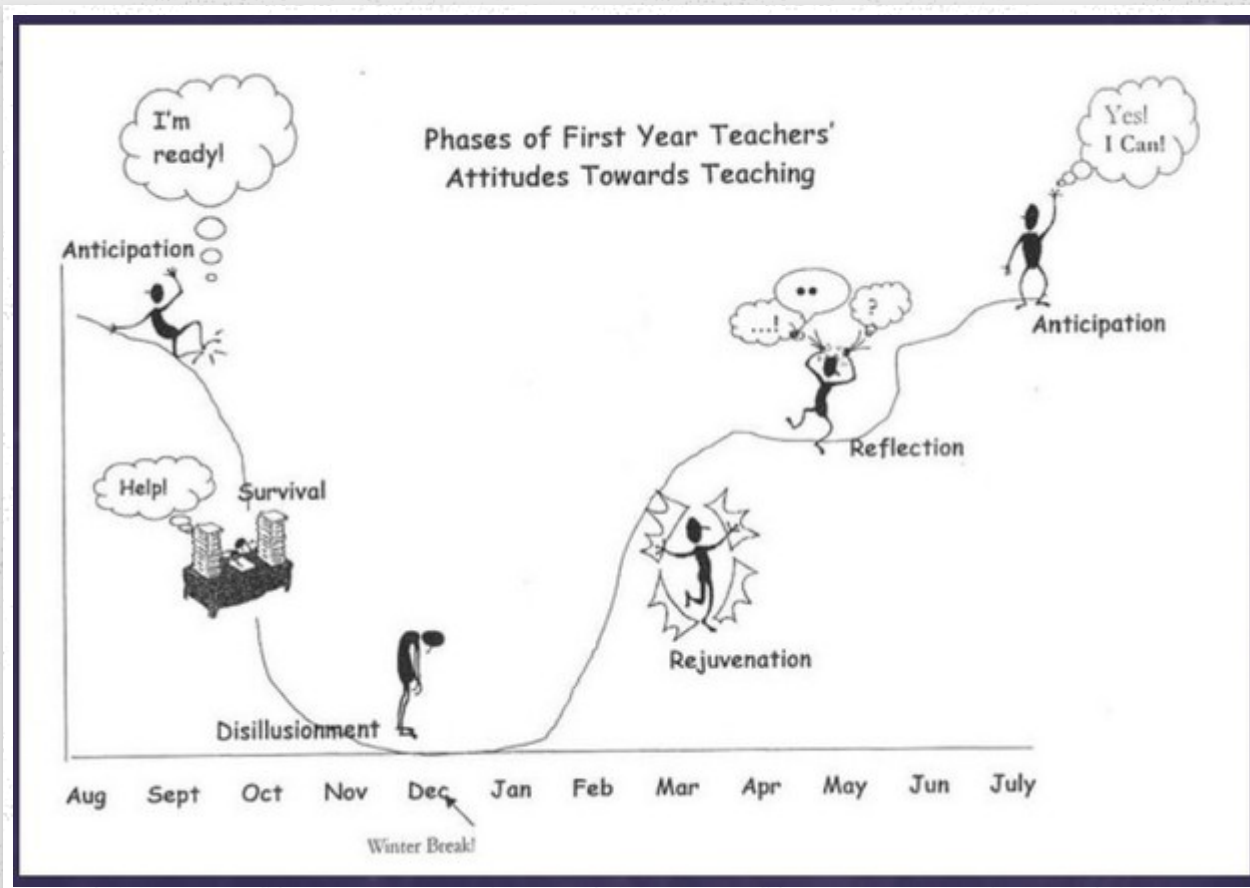 Phases of First Year Teachers'
Attitudes Towards Teaching
I'm
ready!
Anticipation
Help!
Survival
Disillusionment
Rejuvenation
...!
••
?
Reflection
Yes!
I Can!
Anticipation
Aug Sept Oct Nov Dec Jan Feb Mar Apr May Jun July
Winter Break!